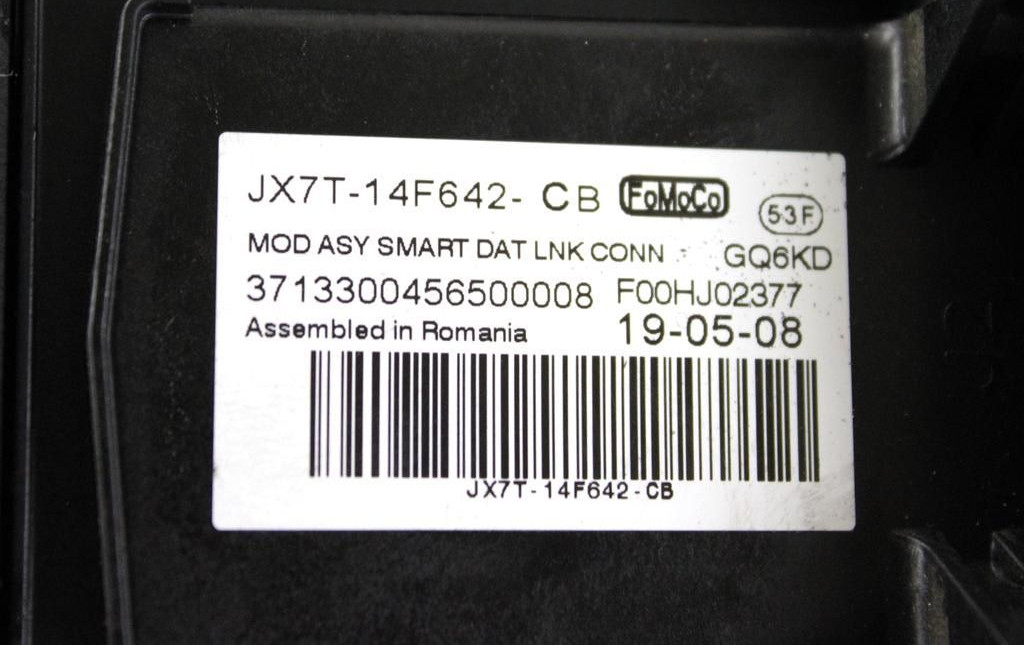 JX7T-14F642- CB FoMoCo 53F
MOD ASY SMART DAT LNK CONN GQ6KD
3713300456500008 F00HJ02377
Assembled in Romania 19-05-08
JX7T-14F642-CB